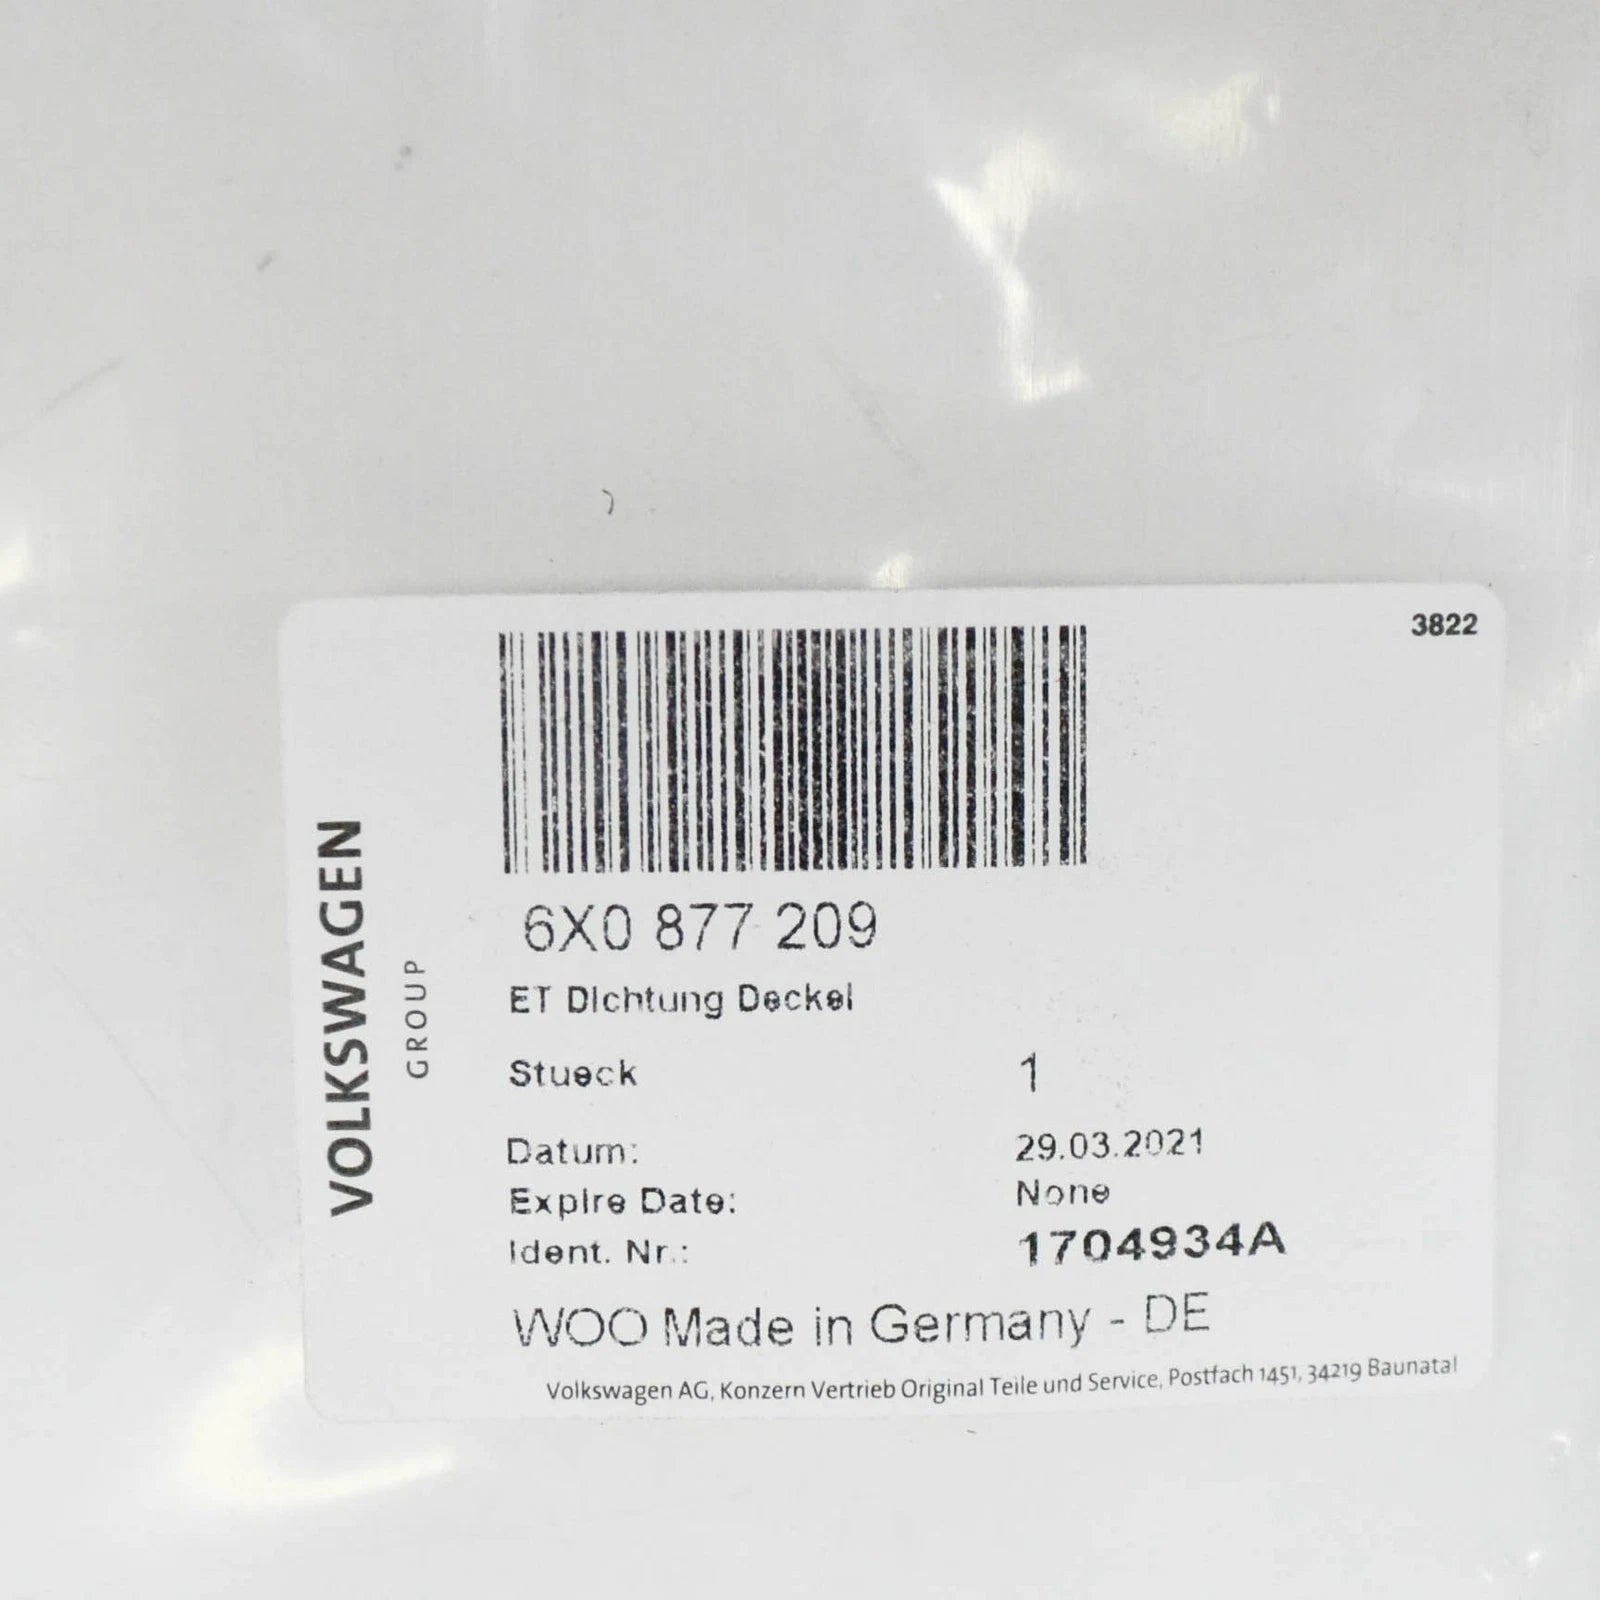 3822
VOLKSWAGEN
GROUP
6X0 877 209
ET Dichtung Deckel
Stueck 1
Datum: 29.03.2021
Expire Date: None
Ident. Nr.: 1704934A
WOO Made in Germany - DE
Volkswagen AG, Konzern Vertrieb Original Teile und Service, Postfach 1451, 34219 Baunatal